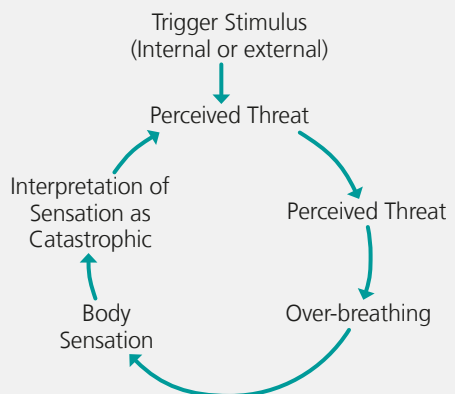 Trigger Stimulus
(Internal or external)
Perceived Threat
Perceived Threat
Over-breathing
Body
Sensation
Interpretation of
Sensation as
Catastrophic